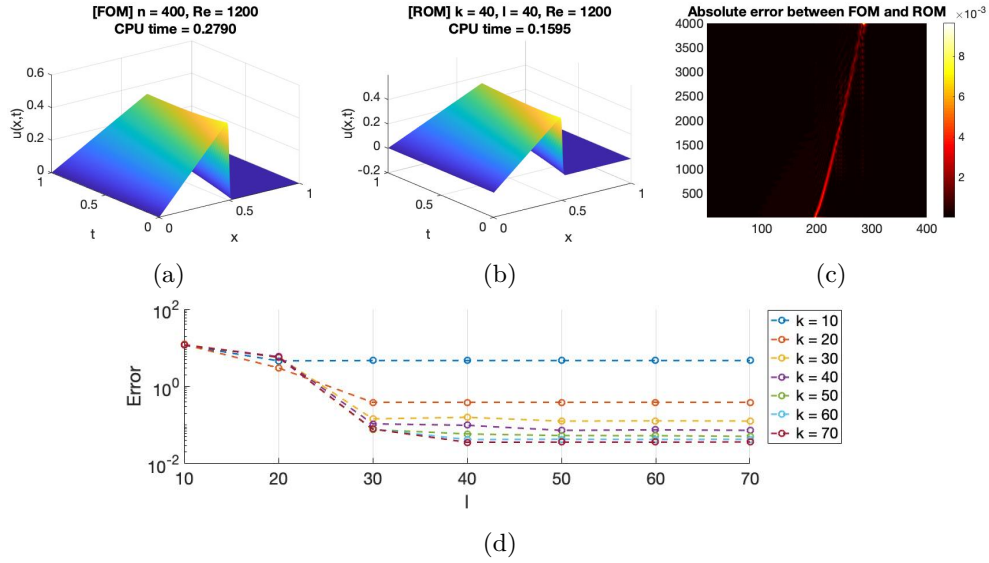 [FOM] n = 400, Re = 1200
CPU time = 0.2790
0.6
0.4
0.2
0
u(x,t)
1
0.5
0
t
0
0.5
1
x
(a)
[ROM] k = 40, l = 40, Re = 1200
CPU time = 0.1595
0.4
0.2
0
-0.2
u(x,t)
1
0.5
0
t
0
0.5
1
x
(b)
Absolute error between FOM and ROM
×10-3
4000
3500
3000
2500
2000
1500
1000
500
100
200
300
400
8
6
4
2
(c)
102
100
10-2
Error
10
20
30
40
50
60
70
l
k = 10
k = 20
k = 30
k = 40
k = 50
k = 60
k = 70
(d)